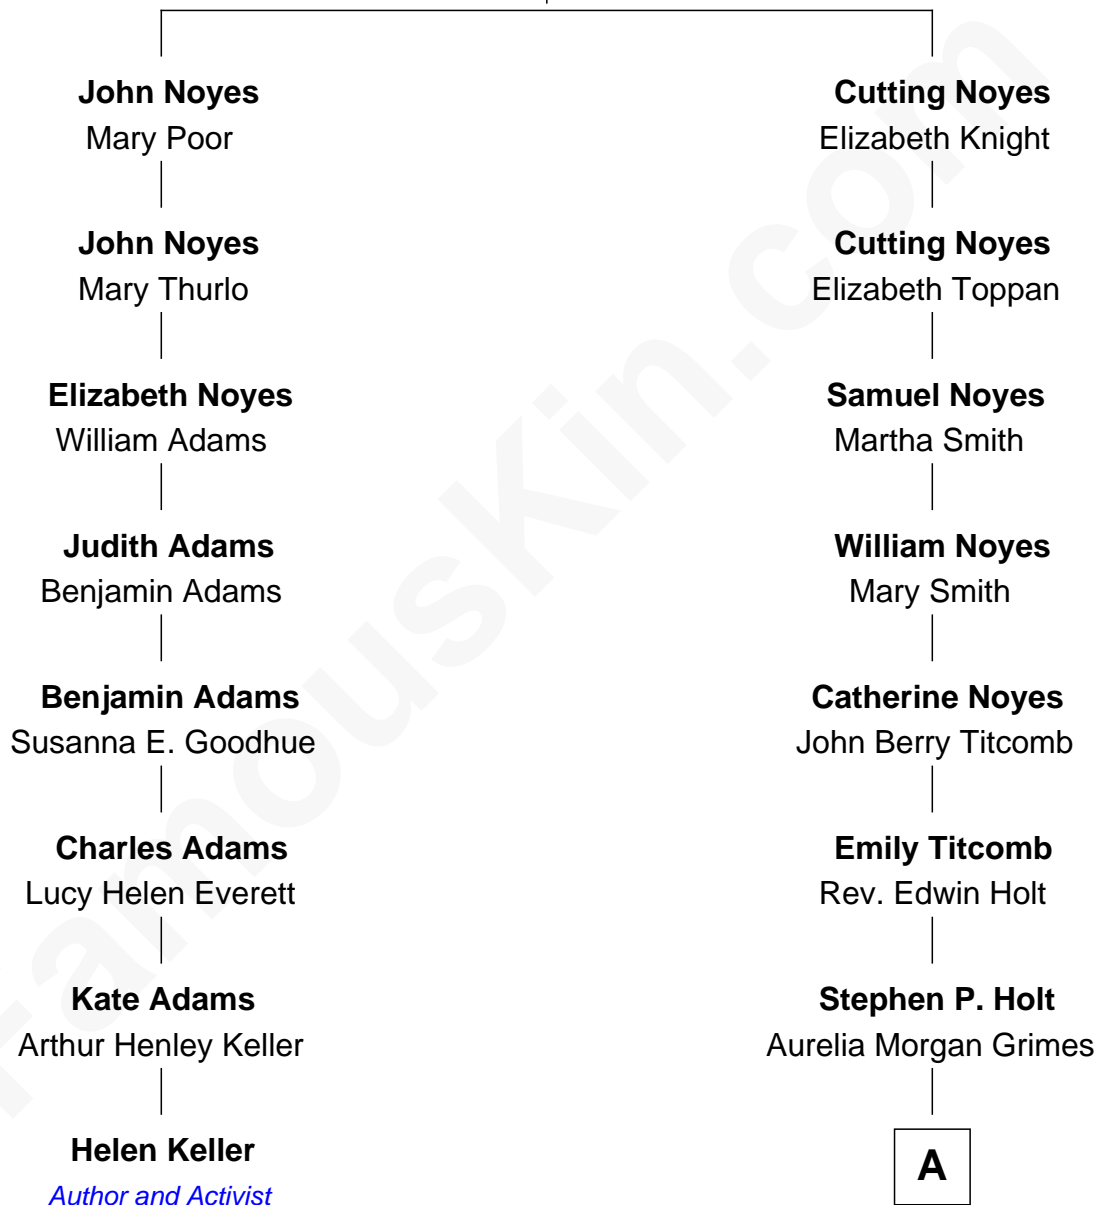 John Noyes
Mary Poor
John Noyes
Mary Thurlo
Elizabeth Noyes
William Adams
Judith Adams
Benjamin Adams
Benjamin Adams
Susanna E. Goodhue
Charles Adams
Lucy Helen Everett
Kate Adams
Arthur Henley Keller
Helen Keller
Author and Activist
Cutting Noyes
Elizabeth Knight
Cutting Noyes
Elizabeth Toppan
Samuel Noyes
Martha Smith
William Noyes
Mary Smith
Catherine Noyes
John Berry Titcomb
Emily Titcomb
Rev. Edwin Holt
Stephen P. Holt
Aurelia Morgan Grimes
A
FamousKin.com